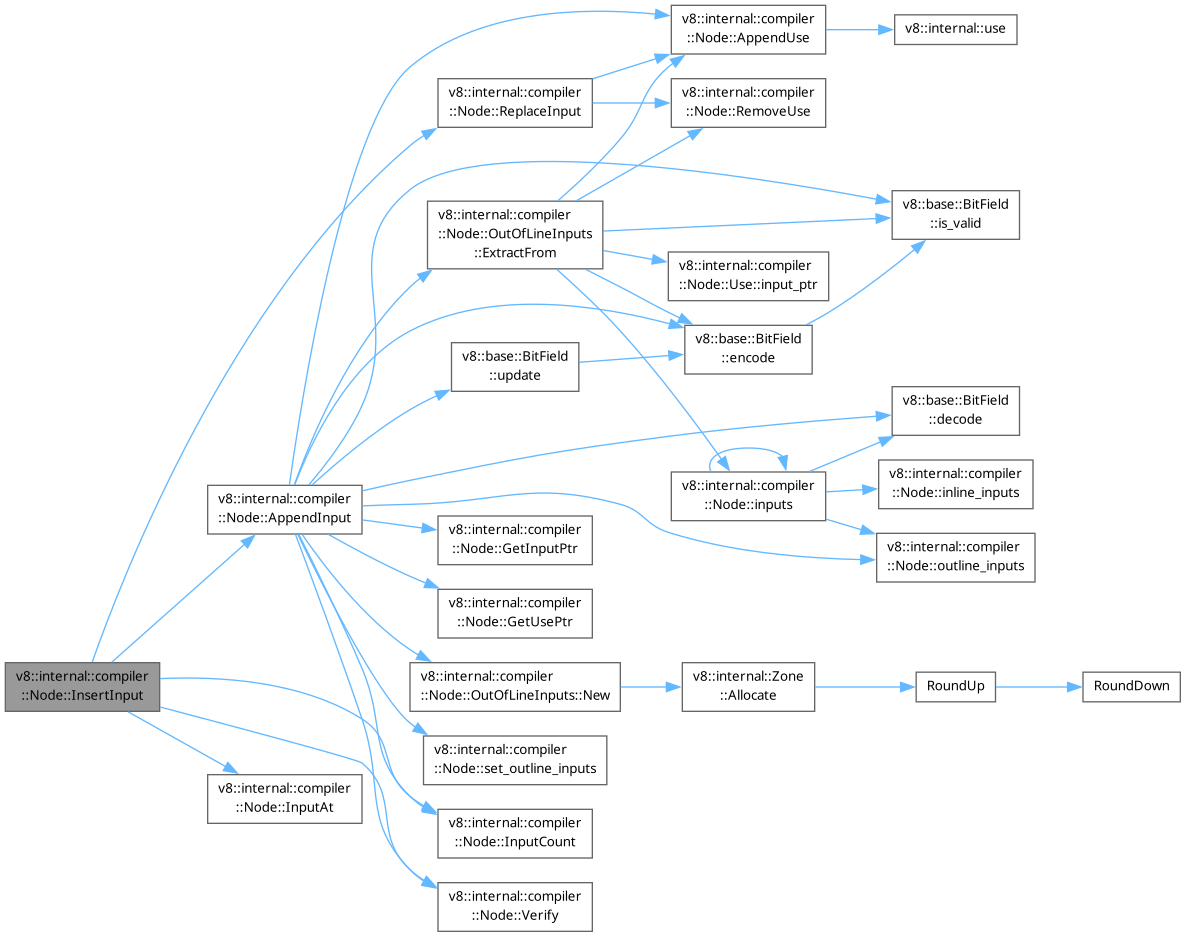 v8::internal::compiler
::Node::AppendUse
v8::internal::use
v8::internal::compiler
::Node::ReplaceInput
v8::internal::compiler
::Node::RemoveUse
v8::internal::compiler
::Node::OutOfLineInputs
::ExtractFrom
v8::base::BitField
::is_valid
v8::internal::compiler
::Node::Use::input_ptr
v8::base::BitField
::encode
v8::base::BitField
::update
v8::base::BitField
::decode
v8::internal::compiler
::Node::inputs
v8::internal::compiler
::Node::inline_inputs
v8::internal::compiler
::Node::AppendInput
v8::internal::compiler
::Node::GetInputPtr
v8::internal::compiler
::Node::outline_inputs
v8::internal::compiler
::Node::GetUsePtr
v8::internal::compiler
::Node::InsertInput
v8::internal::compiler
::Node::OutOfLineInputs::New
v8::internal::Zone
::Allocate
RoundUp
RoundDown
v8::internal::compiler
::Node::set_outline_inputs
v8::internal::compiler
::Node::InputAt
v8::internal::compiler
::Node::InputCount
v8::internal::compiler
::Node::Verify